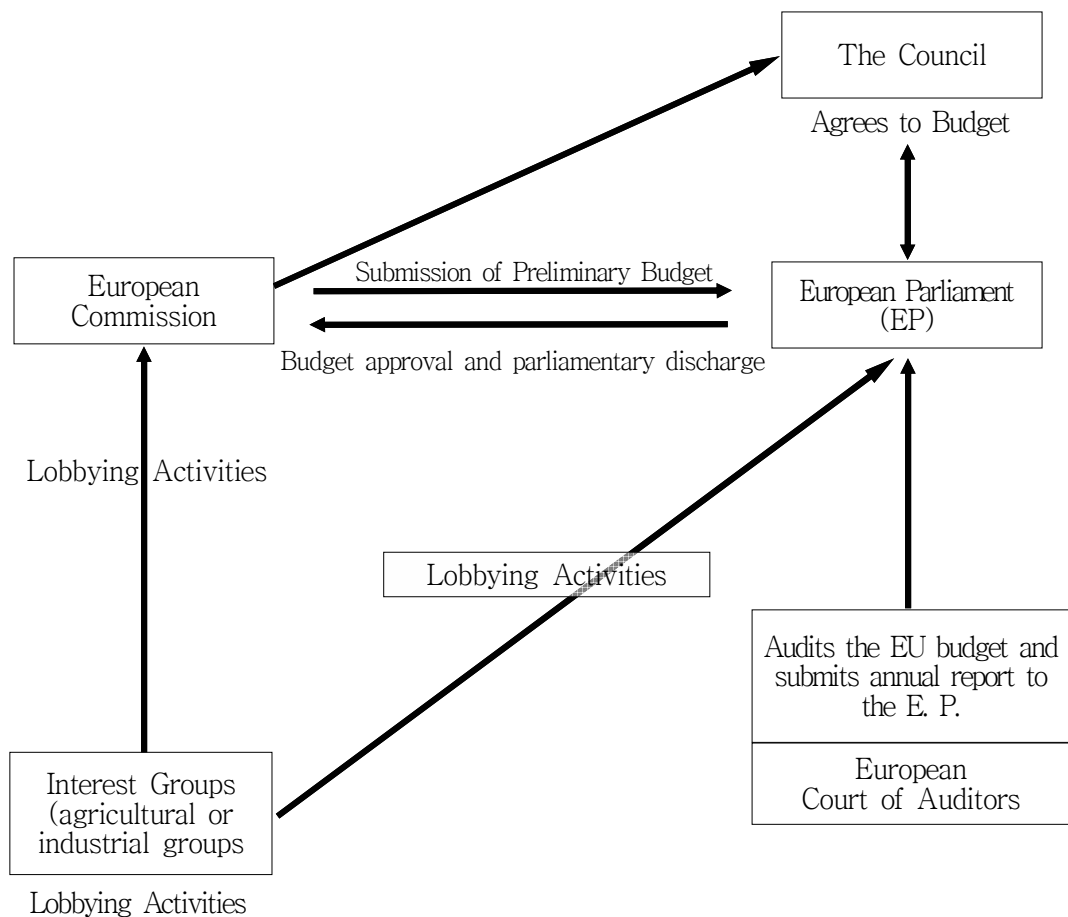 The Council
Agrees to Budget
Submission of Preliminary Budget
European
Commission
European Parliament
(EP)
Budget approval and parliamentary discharge
Lobbying Activities
Lobbying Activities
Audits the EU budget and
submits annual report to
the E. P.
European
Court of Auditors
Interest Groups
(agricultural or
industrial groups
Lobbying Activities